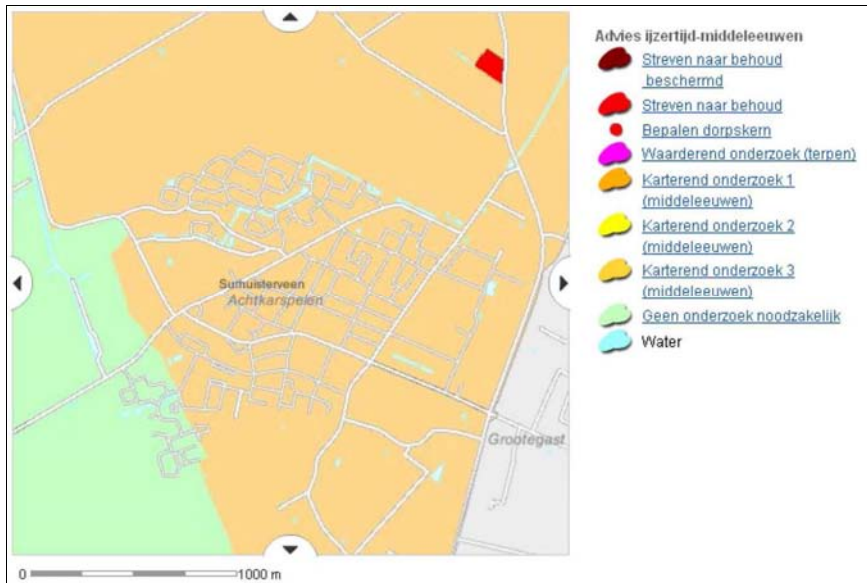 Surhuisterveen
Achtkarspelen
Grootegast
0
1000 m
Advies ijzertijd-middeleeuwen
Streven naar behoud
beschermd
Streven naar behoud
Bepalen dorpskern
Waarderend onderzoek (terpen)
Karterend onderzoek 1
(middeleeuwen)
Karterend onderzoek 2
(middeleeuwen)
Karterend onderzoek 3
(middeleeuwen)
Geen onderzoek noodzakelijk
Water